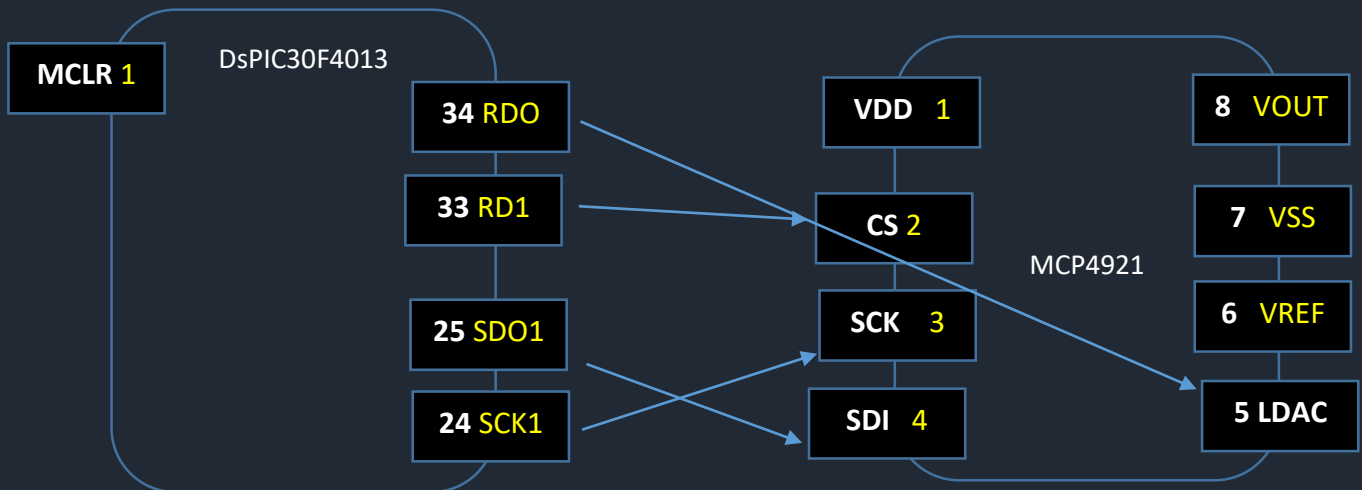 DsPIC30F4013
MCLR 1
34 RDO
33 RD1
25 SDO1
24 SCK1
VDD 1
CS 2
SCK 3
SDI 4
MCP4921
8 VOUT
7 VSS
6 VREF
5 LDAC